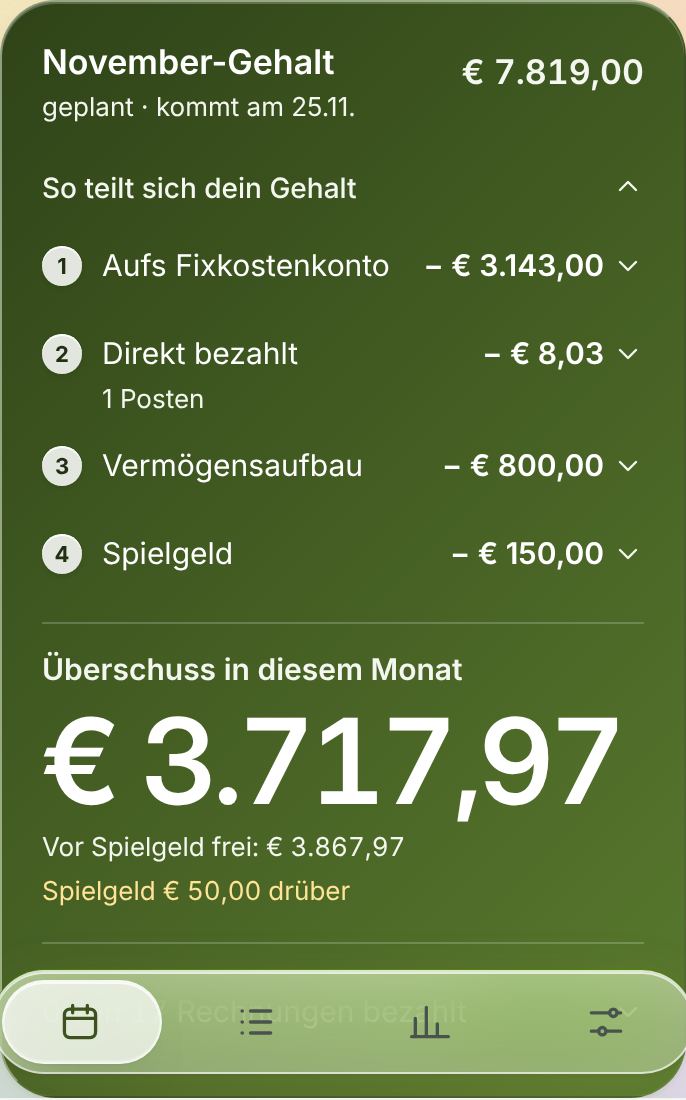 November-Gehalt
€ 7.819,00
geplant · kommt am 25.11.
So teilt sich dein Gehalt
1 Aufs Fixkostenkonto – € 3.143,00
2 Direkt bezahlt – € 8,03
1 Posten
3 Vermögensaufbau – € 800,00
4 Spielgeld – € 150,00
Überschuss in diesem Monat
€ 3.717,97
Vor Spielgeld frei: € 3.867,97
Spielgeld € 50,00 drüber
Rechnungen bezahlt